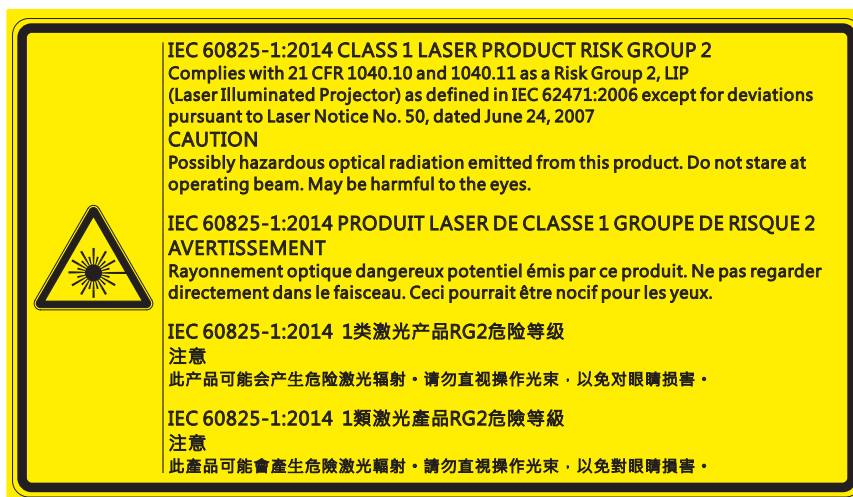 IEC 60825-1:2014 CLASS 1 LASER PRODUCT RISK GROUP 2
Complies with 21 CFR 1040.10 and 1040.11 as a Risk Group 2, LIP
(Laser Illuminated Projector) as defined in IEC 62471:2006 except for deviations
pursuant to Laser Notice No. 50, dated June 24, 2007
CAUTION
Possibly hazardous optical radiation emitted from this product. Do not stare at
operating beam. May be harmful to the eyes.
IEC 60825-1:2014 PRODUIT LASER DE CLASSE 1 GROUPE DE RISQUE 2
AVERTISSEMENT
Rayonnement optique dangereux potentiel émis par ce produit. Ne pas regarder
directement dans le faisceau. Ceci pourrait être nocif pour les yeux.
IEC 60825-1:2014 1类激光产品RG2危险等级
注意
此产品可能会产生危险激光辐射。请勿直视操作光束，以免对眼睛损害。
IEC 60825-1:2014 1類激光產品RG2危險等級
注意
此產品可能會產生危險激光輻射。請勿直視操作光束，以免對眼睛損害。